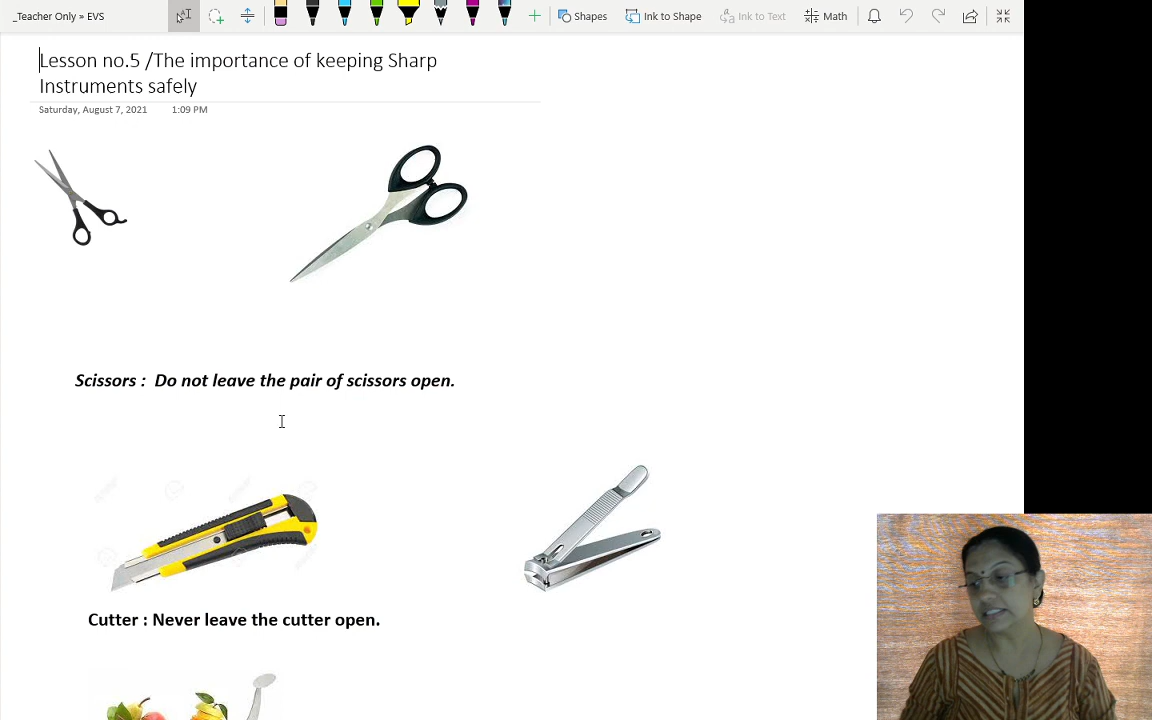 _Teacher Only » EVS
Shapes
Ink to Shape
Ink to Text
Math
Lesson no.5 /The importance of keeping Sharp
Instruments safely
Saturday, August 7, 2021 1:09 PM
Scissors : Do not leave the pair of scissors open.
Cutter : Never leave the cutter open.